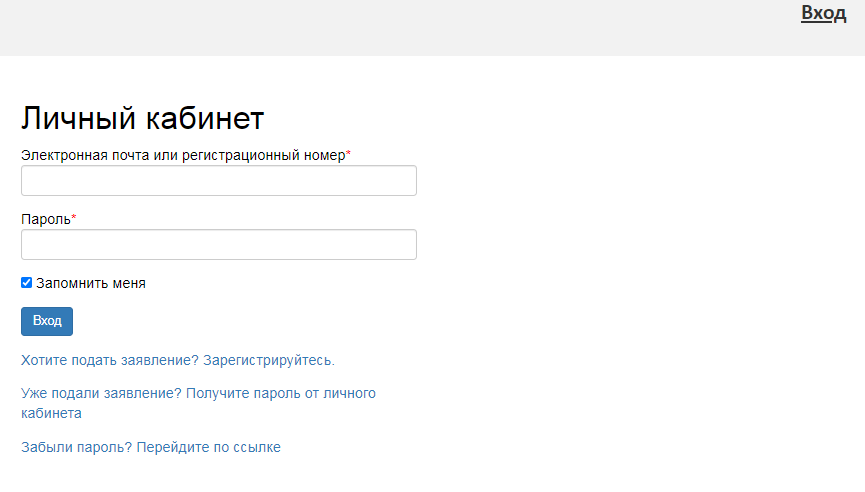 Вход
Личный кабинет
Электронная почта или регистрационный номер*
Пароль*
Запомнить меня
Вход
Хотите подать заявление? Зарегистрируйтесь.
Уже подали заявление? Получите пароль от личного
кабинета
Забыли пароль? Перейдите по ссылке